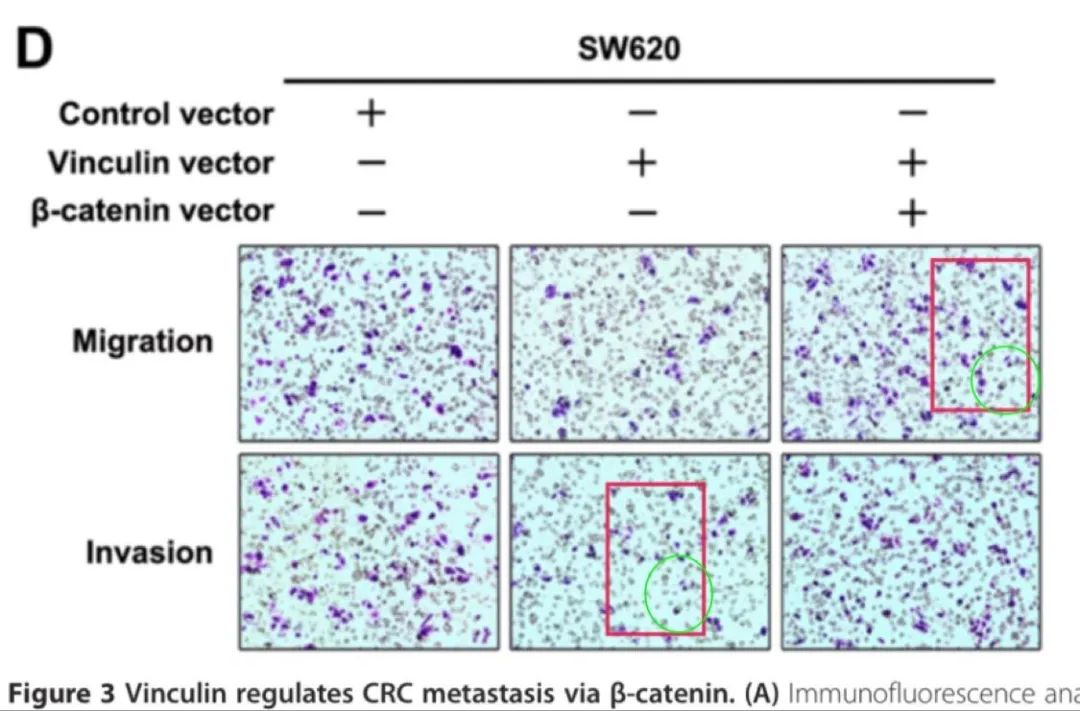 D
SW620
Control vector + − −
Vinculin vector − + +
β-catenin vector − − +
Migration
Invasion
Figure 3 Vinculin regulates CRC metastasis via β-catenin. (A) Immunofluorescence ana